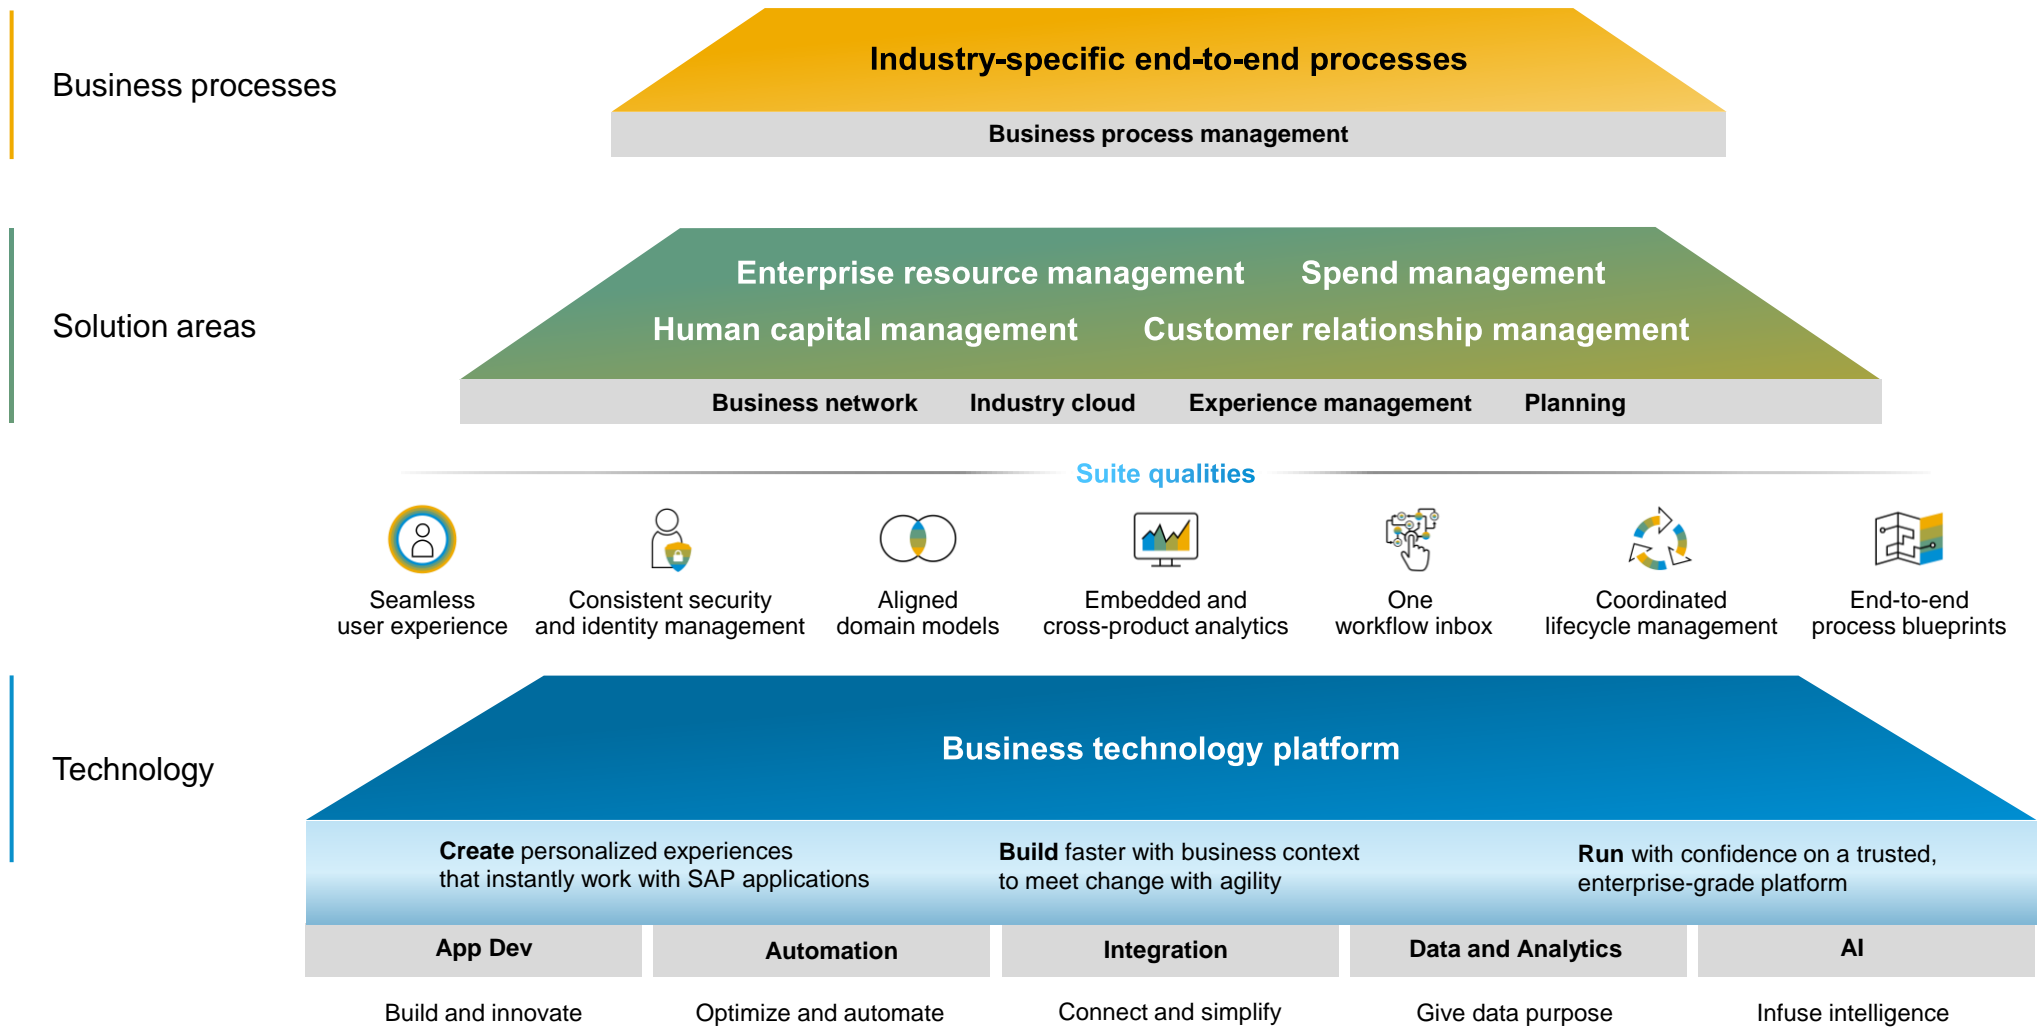 Business processes
Industry-specific end-to-end processes
Business process management
Solution areas
Enterprise resource management
Spend management
Human capital management
Customer relationship management
Business network
Industry cloud
Experience management
Planning
Suite qualities
Seamless
user experience
Consistent security
and identity management
Aligned
domain models
Embedded and
cross-product analytics
One
workflow inbox
Coordinated
lifecycle management
End-to-end
process blueprints
Technology
Business technology platform
Create personalized experiences
that instantly work with SAP applications
Build faster with business context
to meet change with agility
Run with confidence on a trusted,
enterprise-grade platform
App Dev
Automation
Integration
Data and Analytics
AI
Build and innovate
Optimize and automate
Connect and simplify
Give data purpose
Infuse intelligence